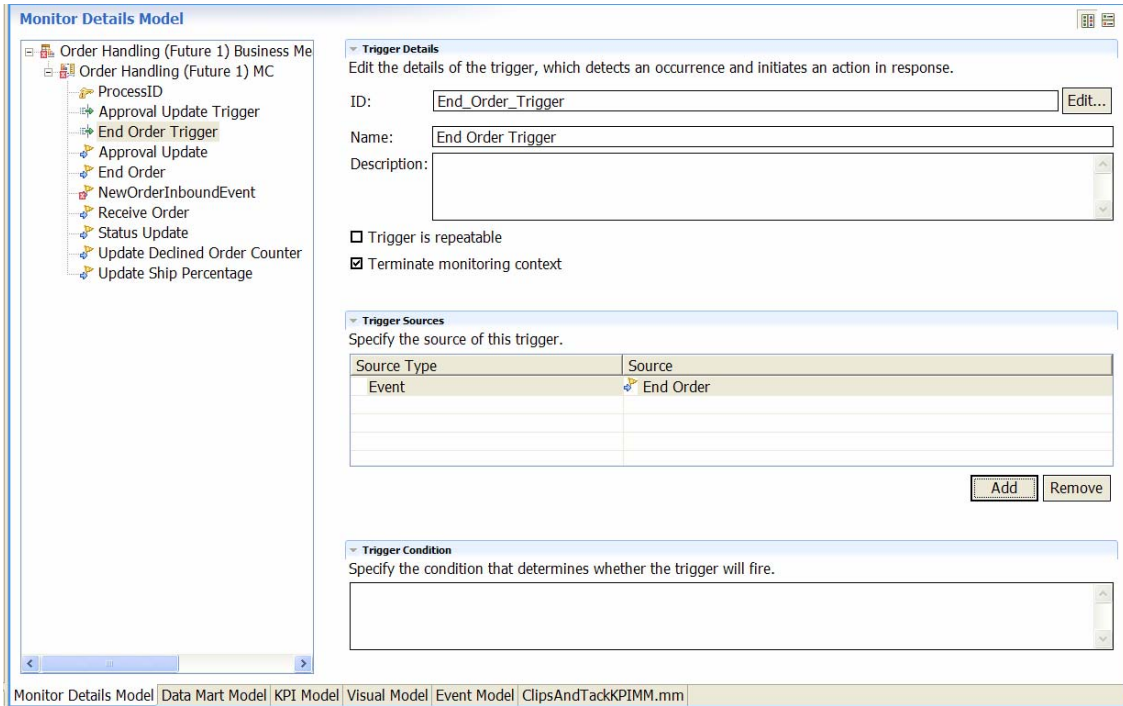 Monitor Details Model
Order Handling (Future 1) Business Me
Order Handling (Future 1) MC
ProcessID
Approval Update Trigger
End Order Trigger
Approval Update
End Order
NewOrderInboundEvent
Receive Order
Status Update
Update Declined Order Counter
Update Ship Percentage
Trigger Details
Edit the details of the trigger, which detects an occurrence and initiates an action in response.
ID: End_Order_Trigger Edit...
Name: End Order Trigger
Description:
Trigger is repeatable
Terminate monitoring context
Trigger Sources
Specify the source of this trigger.
Source Type Source
Event End Order
Add Remove
Trigger Condition
Specify the condition that determines whether the trigger will fire.
Monitor Details Model Data Mart Model KPI Model Visual Model Event Model ClipsAndTackKPIMM.mm